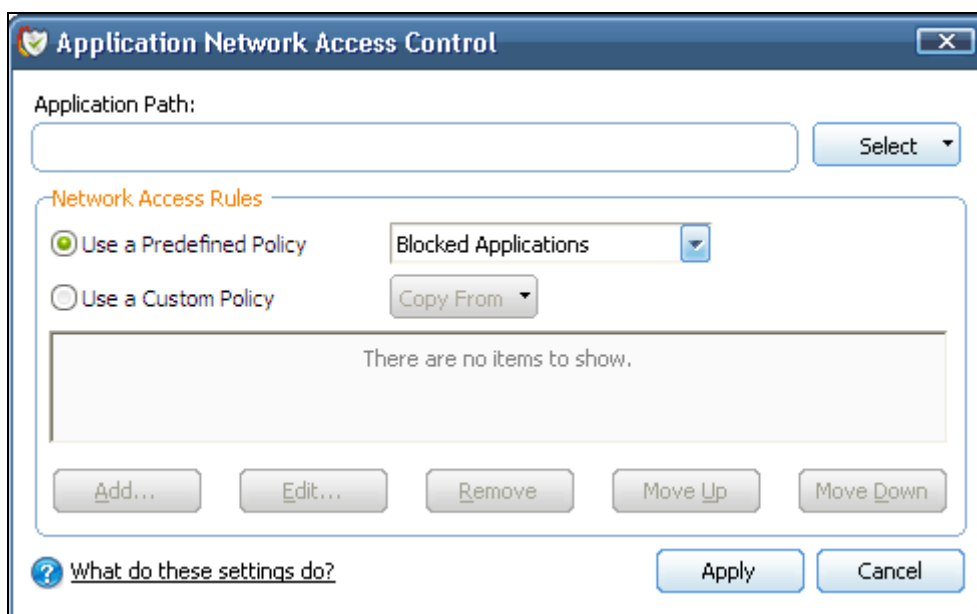 Application Network Access Control
Application Path:
Select
Network Access Rules
Use a Predefined Policy
Blocked Applications
Use a Custom Policy
Copy From
There are no items to show.
Add...
Edit...
Remove
Move Up
Move Down
What do these settings do?
Apply
Cancel